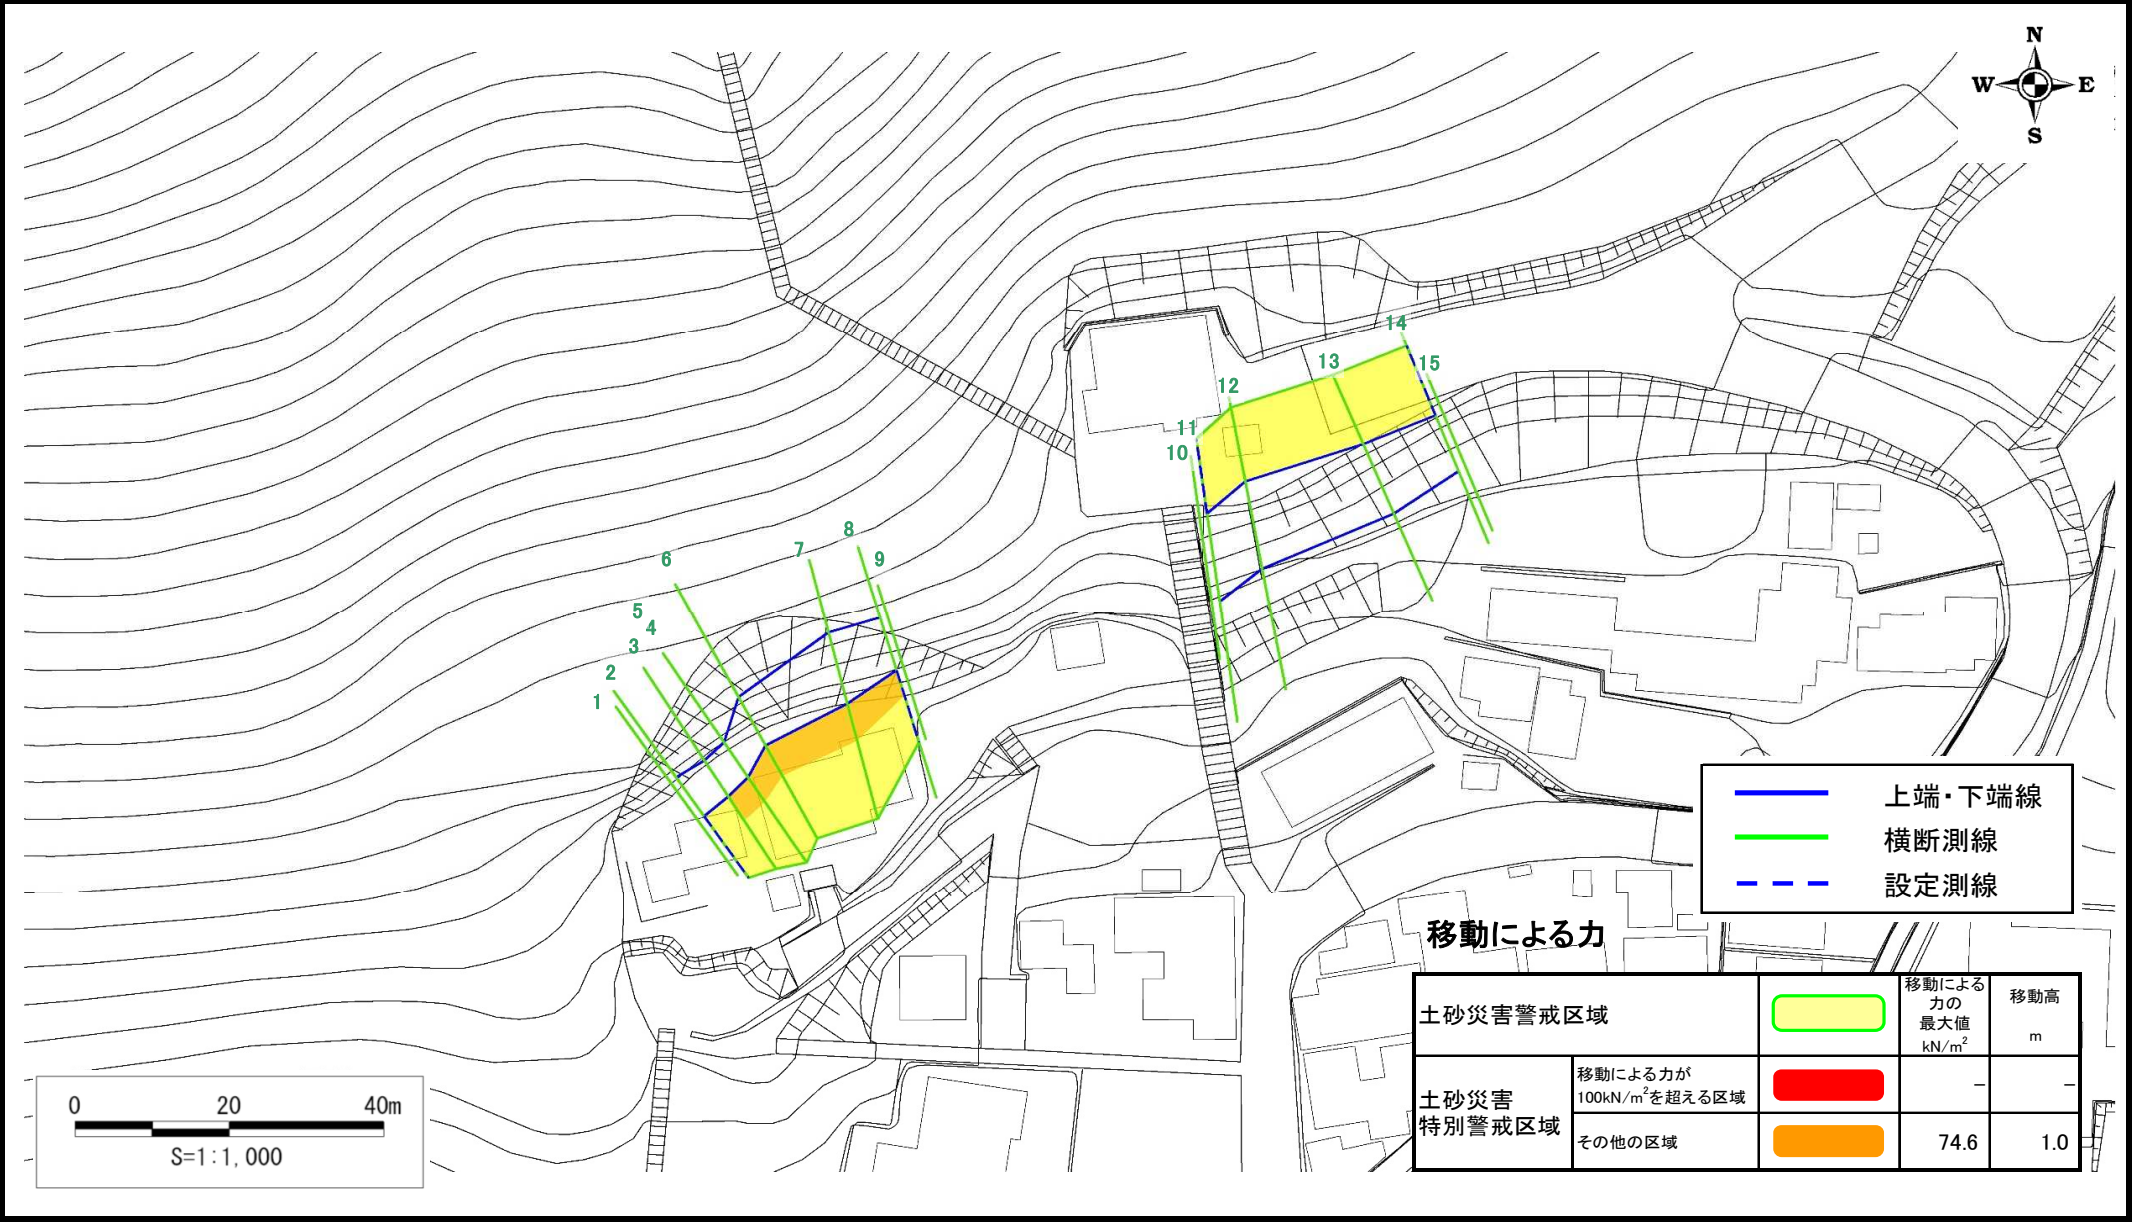 N
W E
S
14
13
15
12
11
10
8
7
9
6
5
4
3
2
1
上端・下端線
横断測線
設定測線
移動による力
土砂災害警戒区域
移動による
力の
最大値
kN/m²
移動高
m
土砂災害
特別警戒区域
移動による力が
100kN/m²を超える区域
－
－
その他の区域
74.6
1.0
0 20 40m
S=1:1,000